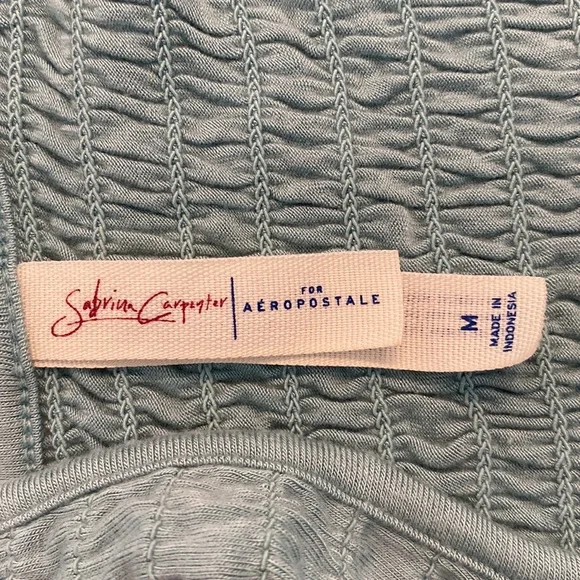 Sabrina Carpenter
FOR
AÉROPOSTALE
M
MADE IN
INDONESIA